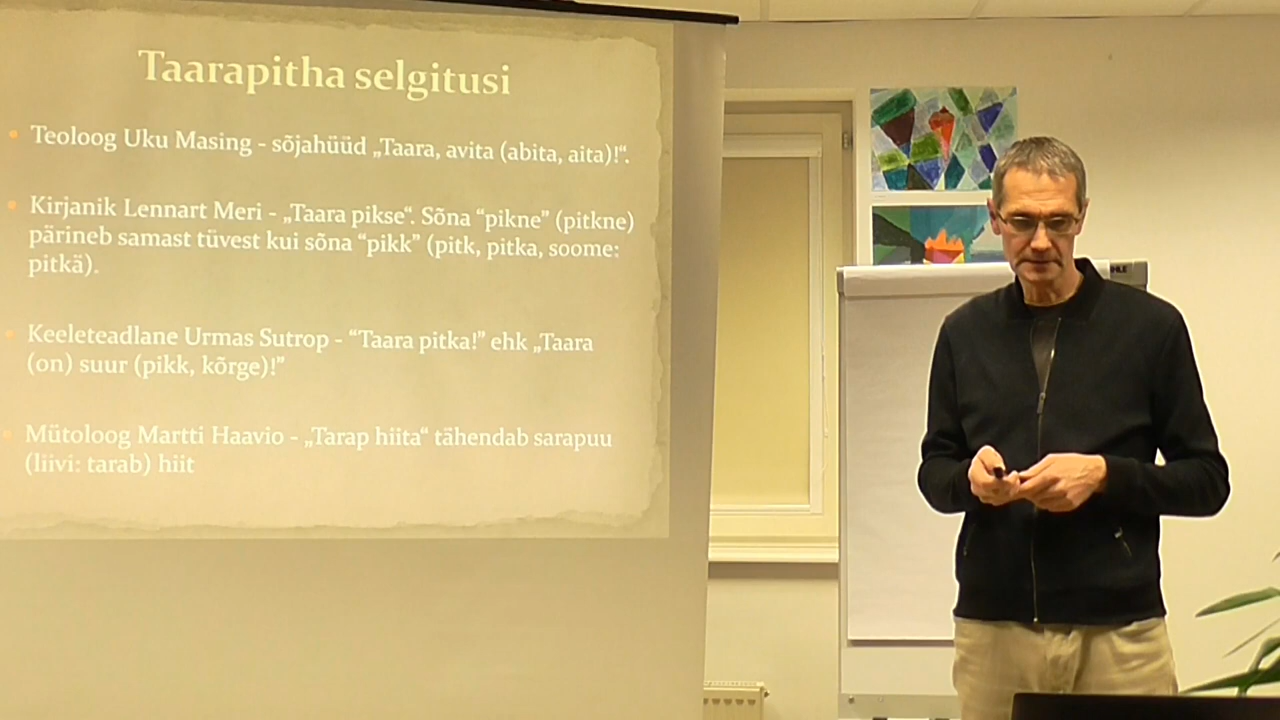 Taarapitha selgitusi
Teoloog Uku Masing - sõjahüüd „Taara, avita (abita, aita)!“.
Kirjanik Lennart Meri - „Taara pikse“. Sõna “pikne” (pitkne)
pärineb samast tüvest kui sõna “pikk” (pitk, pitka, soome:
pitkä).
Keeleteadlane Urmas Sutrop - “Taara pitka!” ehk „Taara
(on) suur (pikk, kõrge)!”
Mütoloog Martti Haavio - „Tarap hiita“ tähendab sarapuu
(liivi: tarab) hiit